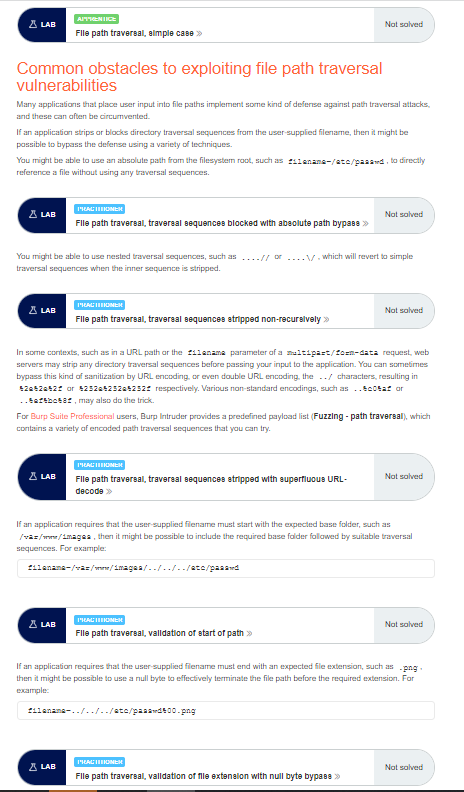 LAB
APPRENTICE
File path traversal, simple case »
Not solved
Common obstacles to exploiting file path traversal
vulnerabilities
Many applications that place user input into file paths implement some kind of defense against path traversal attacks,
and these can often be circumvented.
If an application strips or blocks directory traversal sequences from the user-supplied filename, then it might be
possible to bypass the defense using a variety of techniques.
You might be able to use an absolute path from the filesystem root, such as filename=/etc/passwd , to directly
reference a file without using any traversal sequences.
LAB
PRACTITIONER
File path traversal, traversal sequences blocked with absolute path bypass »
Not solved
You might be able to use nested traversal sequences, such as ....// or ....\/ , which will revert to simple
traversal sequences when the inner sequence is stripped.
LAB
PRACTITIONER
File path traversal, traversal sequences stripped non-recursively »
Not solved
In some contexts, such as in a URL path or the filename parameter of a multipart/form-data request, web
servers may strip any directory traversal sequences before passing your input to the application. You can sometimes
bypass this kind of sanitization by URL encoding, or even double URL encoding, the ../ characters, resulting in
%2e%2e%2f or %252e%252e%252f respectively. Various non-standard encodings, such as ..%c0%af or
..%ef%bc%8f , may also do the trick.
For Burp Suite Professional users, Burp Intruder provides a predefined payload list (Fuzzing - path traversal), which
contains a variety of encoded path traversal sequences that you can try.
LAB
PRACTITIONER
File path traversal, traversal sequences stripped with superfluous URL-
decode »
Not solved
If an application requires that the user-supplied filename must start with the expected base folder, such as
/var/www/images , then it might be possible to include the required base folder followed by suitable traversal
sequences. For example:
filename=/var/www/images/../../../etc/passwd
LAB
PRACTITIONER
File path traversal, validation of start of path »
Not solved
If an application requires that the user-supplied filename must end with an expected file extension, such as .png ,
then it might be possible to use a null byte to effectively terminate the file path before the required extension. For
example:
filename=../../../etc/passwd%00.png
LAB
PRACTITIONER
File path traversal, validation of file extension with null byte bypass »
Not solved